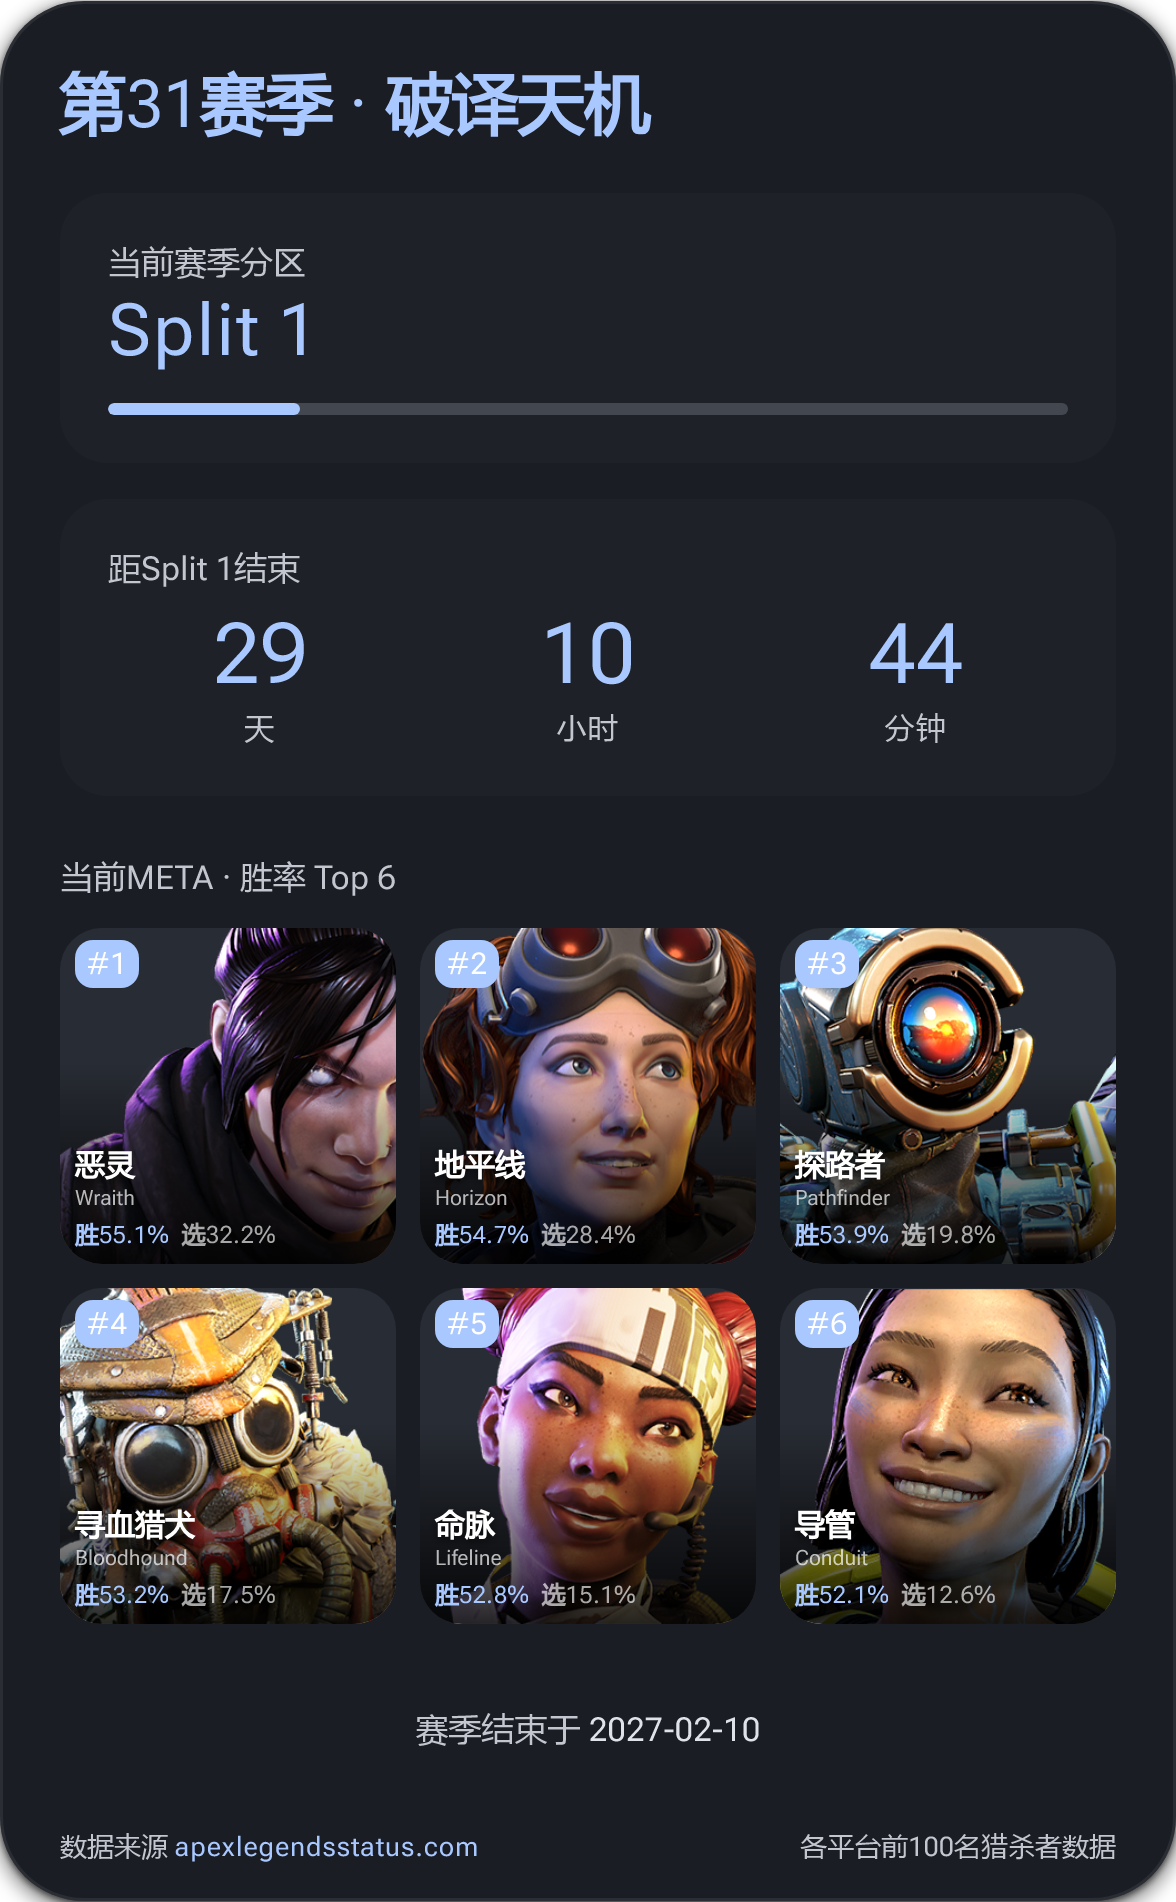 第31赛季 · 破译天机
当前赛季分区
Split 1
距Split 1结束
29 10 44
天 小时 分钟
当前META · 胜率 Top 6
#1 #2 #3
恶灵 地平线 探路者
Wraith Horizon Pathfinder
胜55.1% 选32.2% 胜54.7% 选28.4% 胜53.9% 选19.8%
#4 #5 #6
寻血猎犬 命脉 导管
Bloodhound Lifeline Conduit
胜53.2% 选17.5% 胜52.8% 选15.1% 胜52.1% 选12.6%
赛季结束于 2027-02-10
数据来源 apexlegendsstatus.com 各平台前100名猎杀者数据